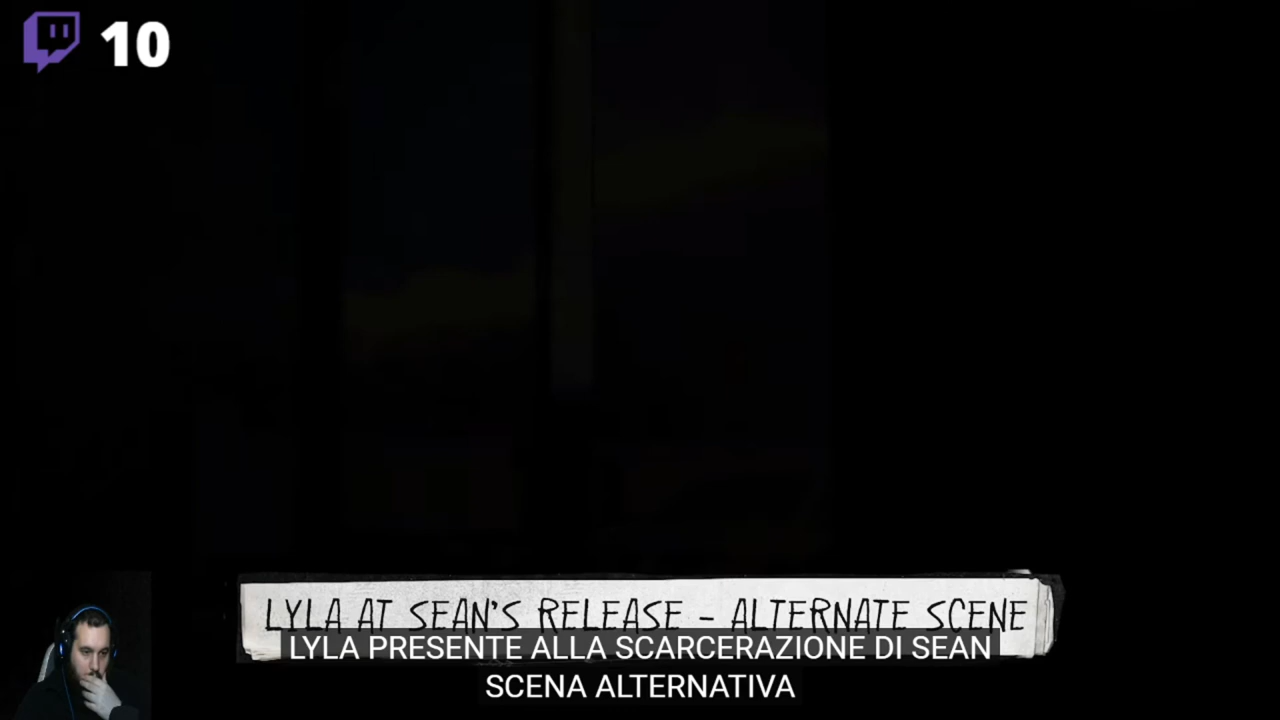 10
LYLA AT SEAN'S RELEASE - ALTERNATE SCENE
LYLA PRESENTE ALLA SCARCERAZIONE DI SEAN
SCENA ALTERNATIVA